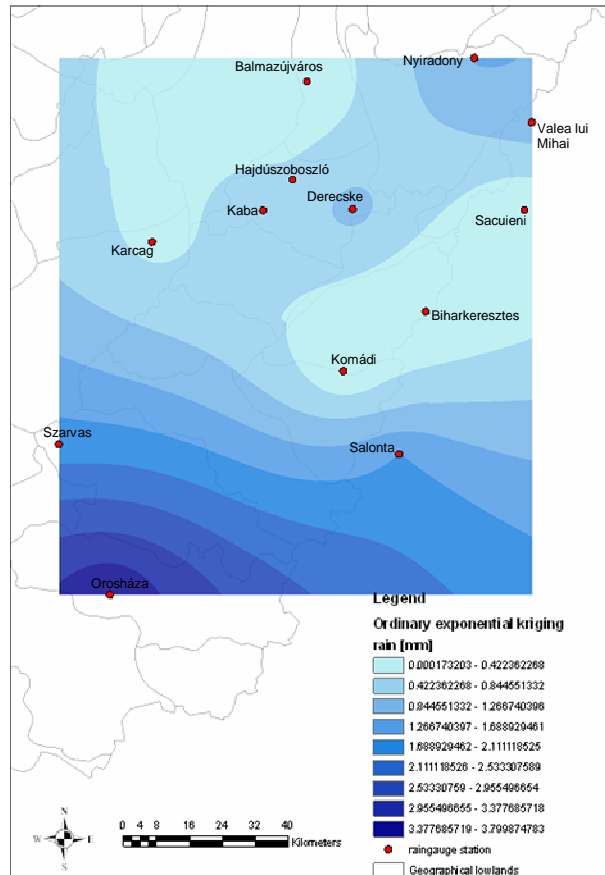 Balmazújváros
Nyiradony
Valea lui
Mihai
Hajdúszoboszló
Derecske
Kaba
Sacuieni
Karcag
Biharkeresztes
Komádi
Szarvas
Salonta
Orosháza
Legend
Ordinary exponential kriging
rain [mm]
0.000173203 - 0.422362268
0.422362268 - 0.844551332
0.844551332 - 1.266740396
1.266740397 - 1.688929461
1.688929462 - 2.111118525
2.111118526 - 2.533307589
2.53330759 - 2.955496654
2.955496655 - 3.377685718
3.377685719 - 3.799874783
raingauge station
Geographical lowlands
N
W E
S
0 4 8 16 24 32 40
Kilometers